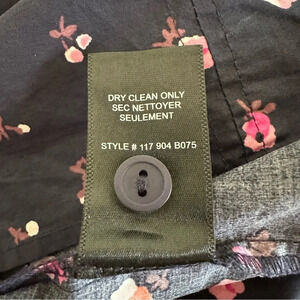 DRY CLEAN ONLY
SEC NETTOYER
SEULEMENT
STYLE # 117 904 B075